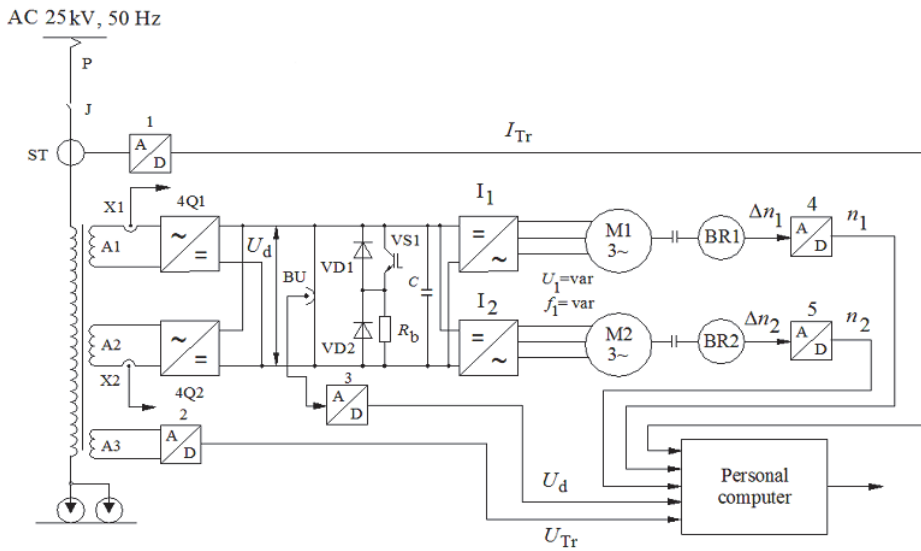 AC 25kV, 50 Hz
P
J
1
ST
A
D
I_Tr
X1
4Q1
A1
~
=
U_d
BU
VD1
VS1
C
I_1
=
~
M1
3~
BR1
Δn_1
4
A
D
n_1
U_1=var
f_1=var
A2
~
=
X2
4Q2
VD2
R_b
I_2
=
~
M2
3~
BR2
Δn_2
5
A
D
n_2
3
A
D
2
A3
A
D
U_d
U_Tr
Personal
computer